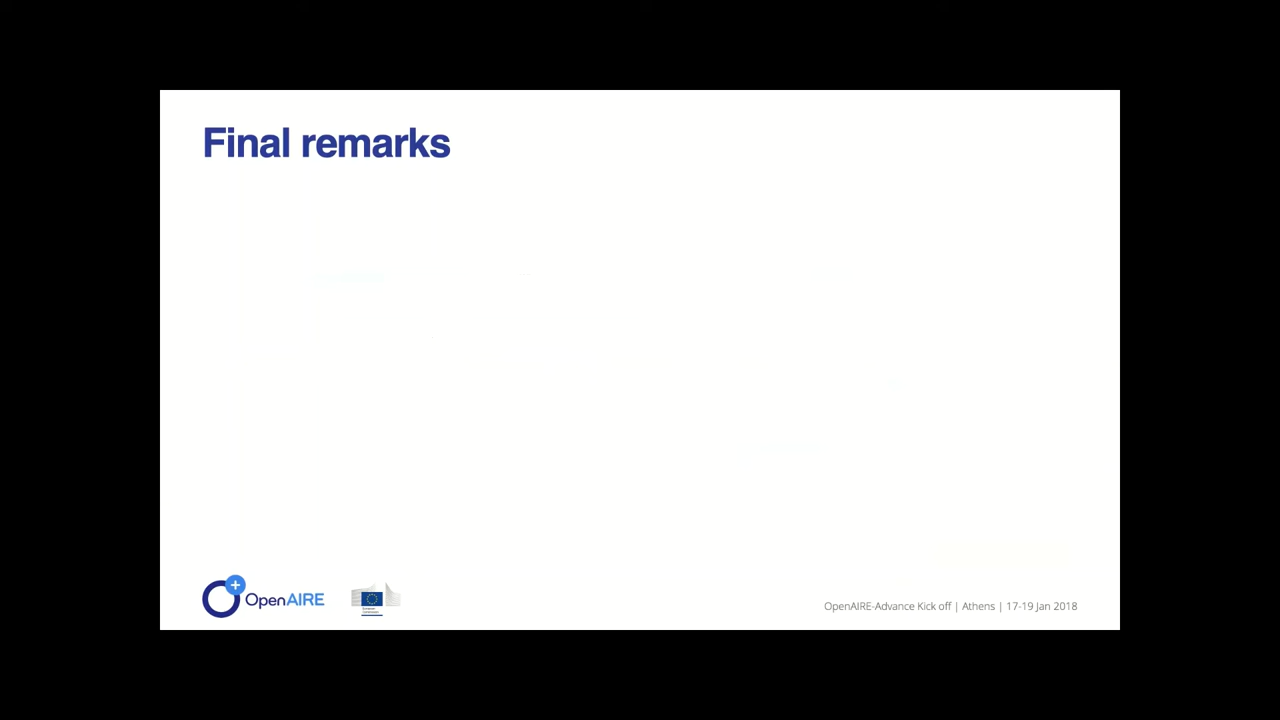 Final remarks
OpenAIRE
OpenAIRE-Advance Kick off | Athens | 17-19 Jan 2018